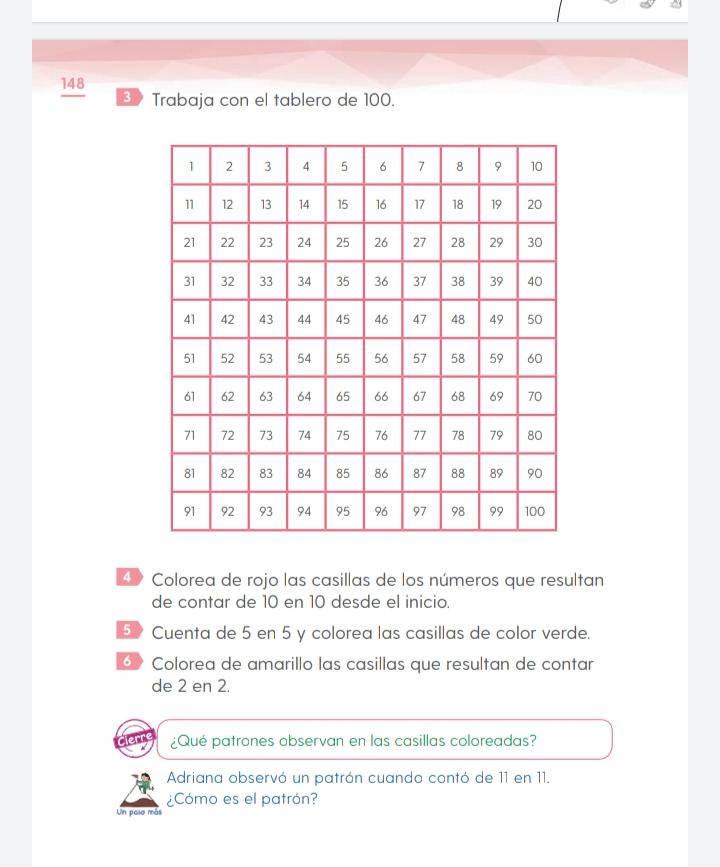 148
3 Trabaja con el tablero de 100.
1 2 3 4 5 6 7 8 9 10
11 12 13 14 15 16 17 18 19 20
21 22 23 24 25 26 27 28 29 30
31 32 33 34 35 36 37 38 39 40
41 42 43 44 45 46 47 48 49 50
51 52 53 54 55 56 57 58 59 60
61 62 63 64 65 66 67 68 69 70
71 72 73 74 75 76 77 78 79 80
81 82 83 84 85 86 87 88 89 90
91 92 93 94 95 96 97 98 99 100
4 Colorea de rojo las casillas de los números que resultan
de contar de 10 en 10 desde el inicio.
5 Cuenta de 5 en 5 y colorea las casillas de color verde.
6 Colorea de amarillo las casillas que resultan de contar
de 2 en 2.
Cierre ¿Qué patrones observan en las casillas coloreadas?
Adriana observó un patrón cuando contó de 11 en 11.
¿Cómo es el patrón?
Un paso más